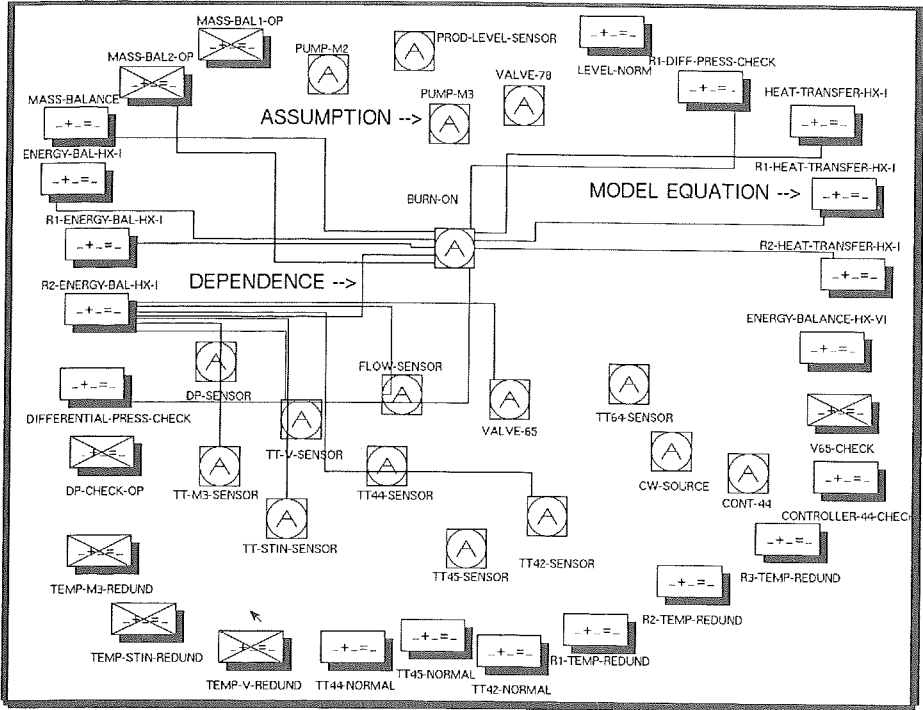 MASS-BAL1-OP
PROD-LEVEL-SENSOR
PUMP-M2
MASS-BAL2-OP
LEVEL-NORM
R1-DIFF-PRESS-CHECK
VALVE-78
MASS-BALANCE
PUMP-M3
HEAT-TRANSFER-HX-I
ASSUMPTION -->
ENERGY-BAL-HX-I
R1-HEAT-TRANSFER-HX-I
MODEL EQUATION -->
BURN-ON
R1-ENERGY-BAL-HX-I
R2-HEAT-TRANSFER-HX-I
DEPENDENCE -->
R2-ENERGY-BAL-HX-I
ENERGY-BALANCE-HX-VI
FLOW-SENSOR
DP-SENSOR
DIFFERENTIAL-PRESS-CHECK
TT64-SENSOR
VALVE-65
V65-CHECK
TT-V-SENSOR
DP-CHECK-OP
TT-M3-SENSOR
TT44-SENSOR
CW-SOURCE
CONT-44
CONTROLLER-44-CHEC
TT-STIN-SENSOR
TT42-SENSOR
TT45-SENSOR
R3-TEMP-REDUND
TEMP-M3-REDUND
R2-TEMP-REDUND
TEMP-STIN-REDUND
R1-TEMP-REDUND
TT45-NORMAL
TEMP-V-REDUND
TT44-NORMAL
TT42-NORMAL